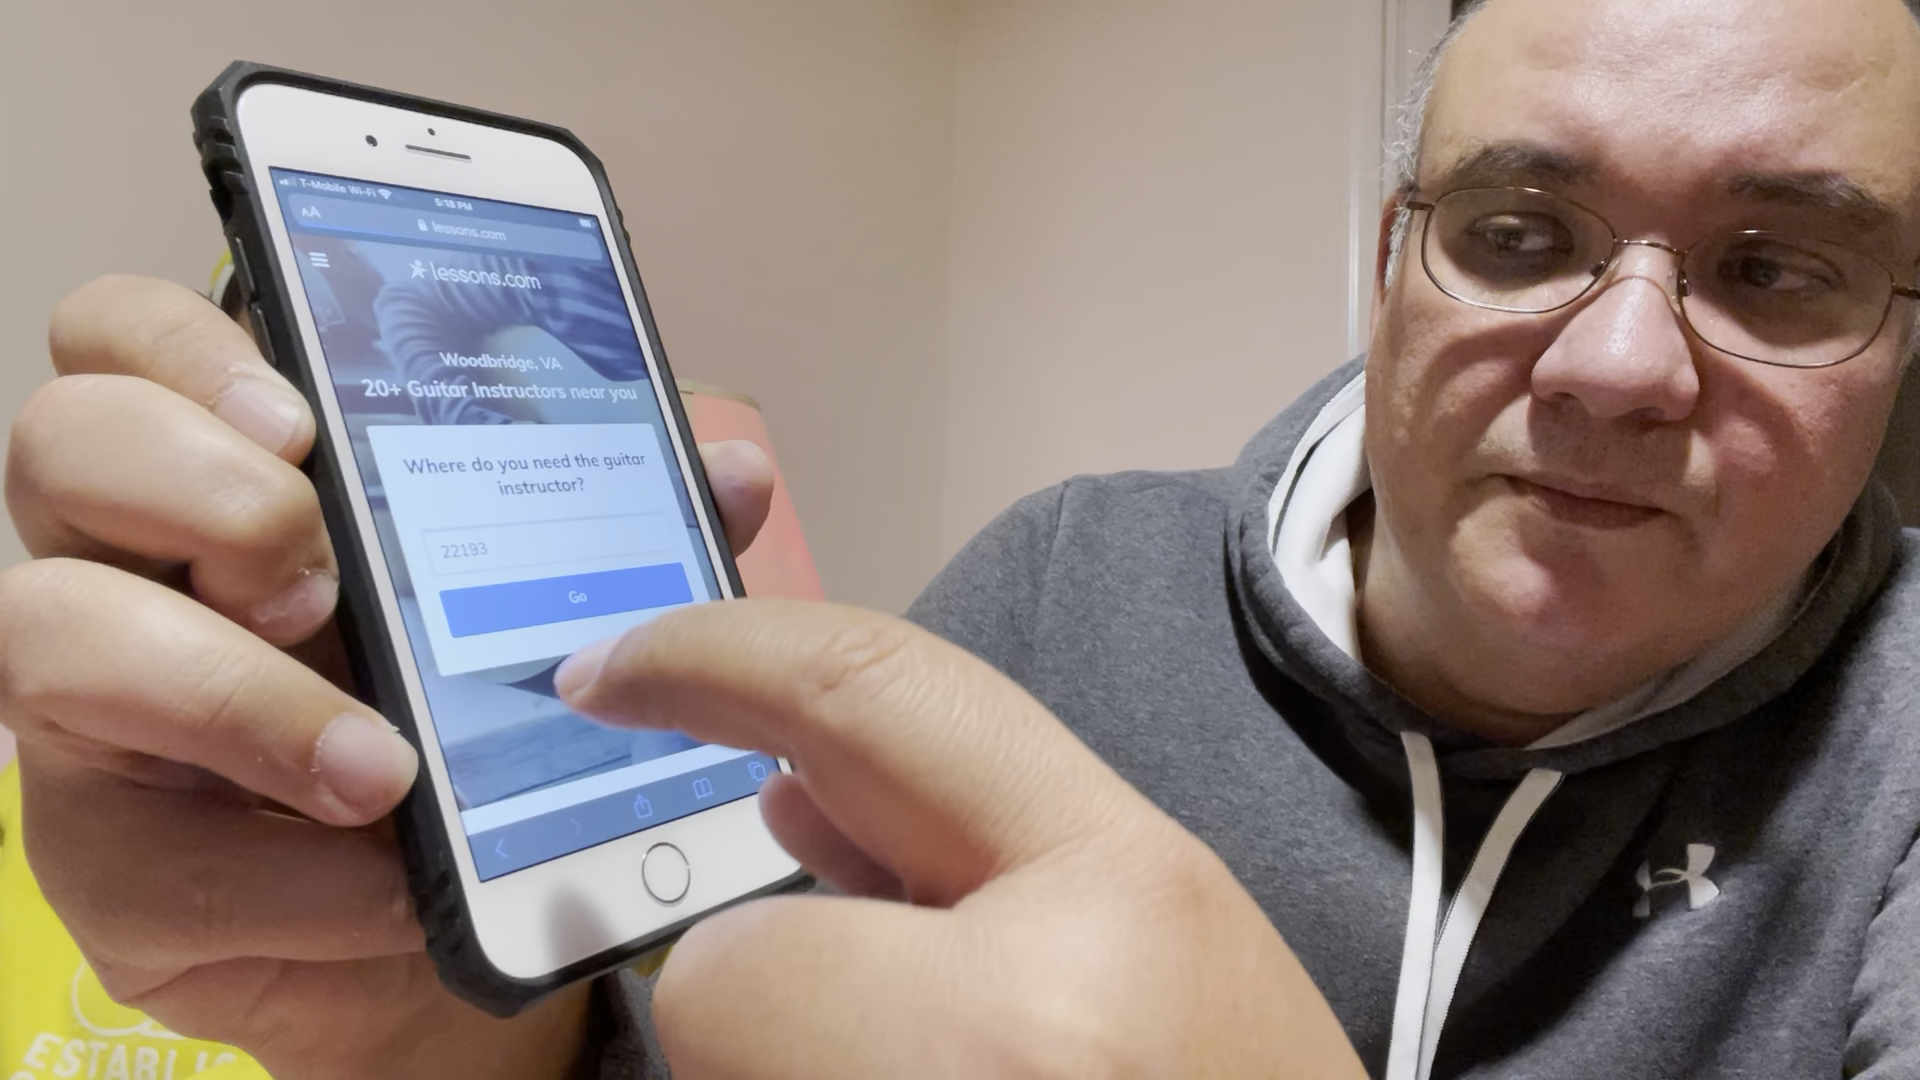 T-Mobile Wi-Fi
5:18 PM
AA
lessons.com
lessons.com
Woodbridge, VA
20+ Guitar Instructors near you
Where do you need the guitar
instructor?
22193
Go